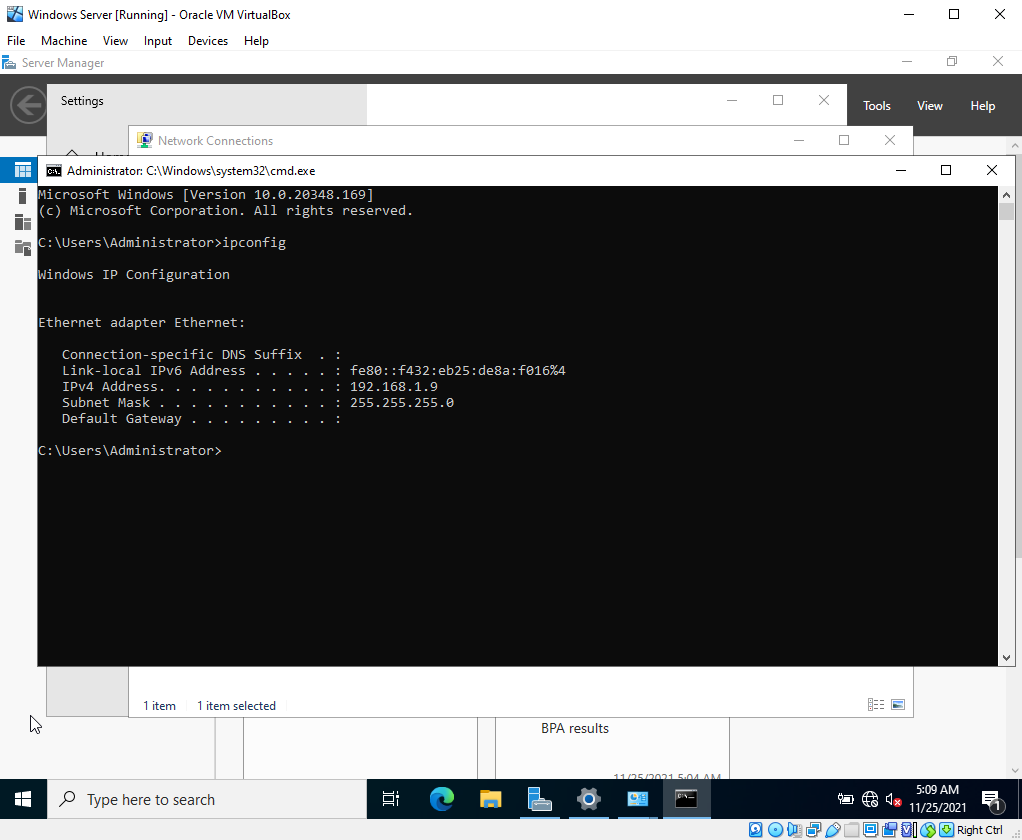 Windows Server [Running] - Oracle VM VirtualBox
File Machine View Input Devices Help
Server Manager
Settings
Tools View Help
Network Connections
Administrator: C:\Windows\system32\cmd.exe
Microsoft Windows [Version 10.0.20348.169]
(c) Microsoft Corporation. All rights reserved.
C:\Users\Administrator>ipconfig
Windows IP Configuration
Ethernet adapter Ethernet:
Connection-specific DNS Suffix . :
Link-local IPv6 Address . . . . . : fe80::f432:eb25:de8a:f016%4
IPv4 Address. . . . . . . . . . . : 192.168.1.9
Subnet Mask . . . . . . . . . . . : 255.255.255.0
Default Gateway . . . . . . . . . :
C:\Users\Administrator>
1 item 1 item selected
BPA results
11/25/2021 5:04 AM
Type here to search
5:09 AM
11/25/2021
1
Right Ctrl